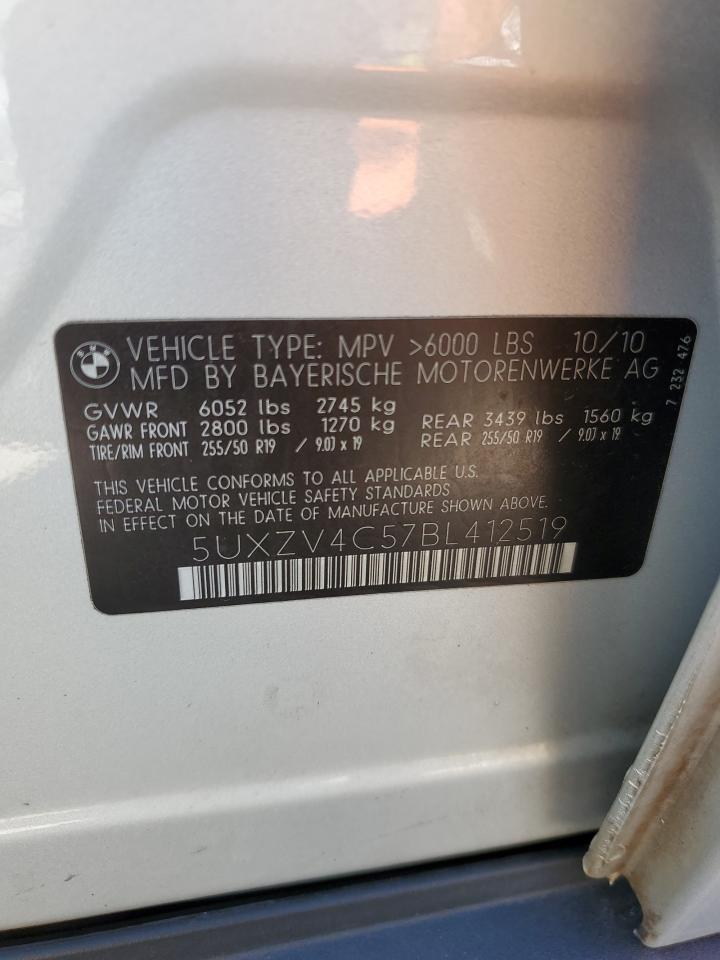 BMW
VEHICLE TYPE: MPV >6000 LBS 10/10
MFD BY BAYERISCHE MOTORENWERKE AG
7 232 476
GVWR 6052 lbs 2745 kg
GAWR FRONT 2800 lbs 1270 kg REAR 3439 lbs 1560 kg
TIRE/RIM FRONT 255/50 R19 / 9.0J x 19 REAR 255/50 R19 / 9.0J x 19
THIS VEHICLE CONFORMS TO ALL APPLICABLE U.S.
FEDERAL MOTOR VEHICLE SAFETY STANDARDS
IN EFFECT ON THE DATE OF MANUFACTURE SHOWN ABOVE.
5UXZV4C57BL412519